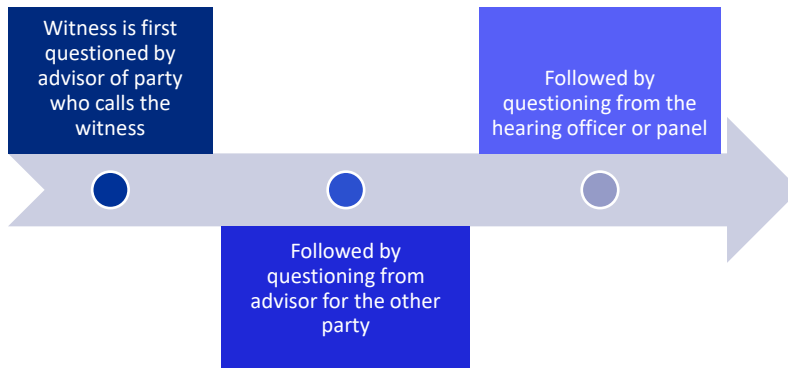 Witness is first
questioned by
advisor of party
who calls the
witness
Followed by
questioning from
advisor for the other
party
Followed by
questioning from the
hearing officer or panel